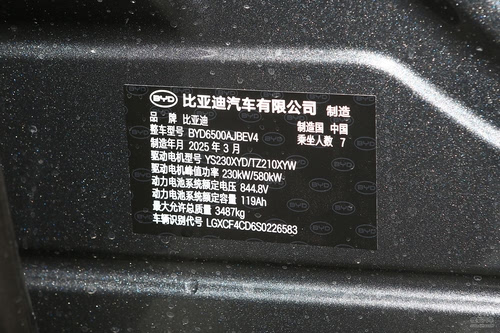 BYD 比亚迪汽车有限公司 制造
品 牌 比亚迪 制造国 中国
整车型号 BYD6500AJBEV4 乘坐人数 7
制造年月 2025 年 3 月
驱动电机型号 YS230XYD/TZ210XYW
驱动电机峰值功率 230kW/580kW
动力电池系统额定电压 844.8V
动力电池系统额定容量 119Ah
最大允许总质量 3487kg
车辆识别代号 LGXCF4CD6S0226583